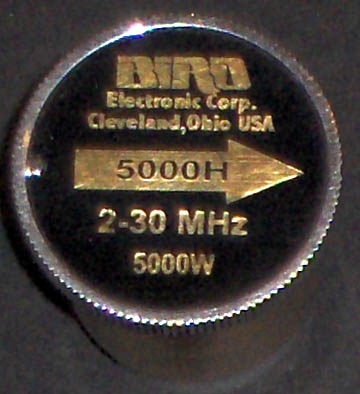 BIRD
Electronic Corp.
Cleveland, Ohio USA
5000H
2-30 MHz
5000W